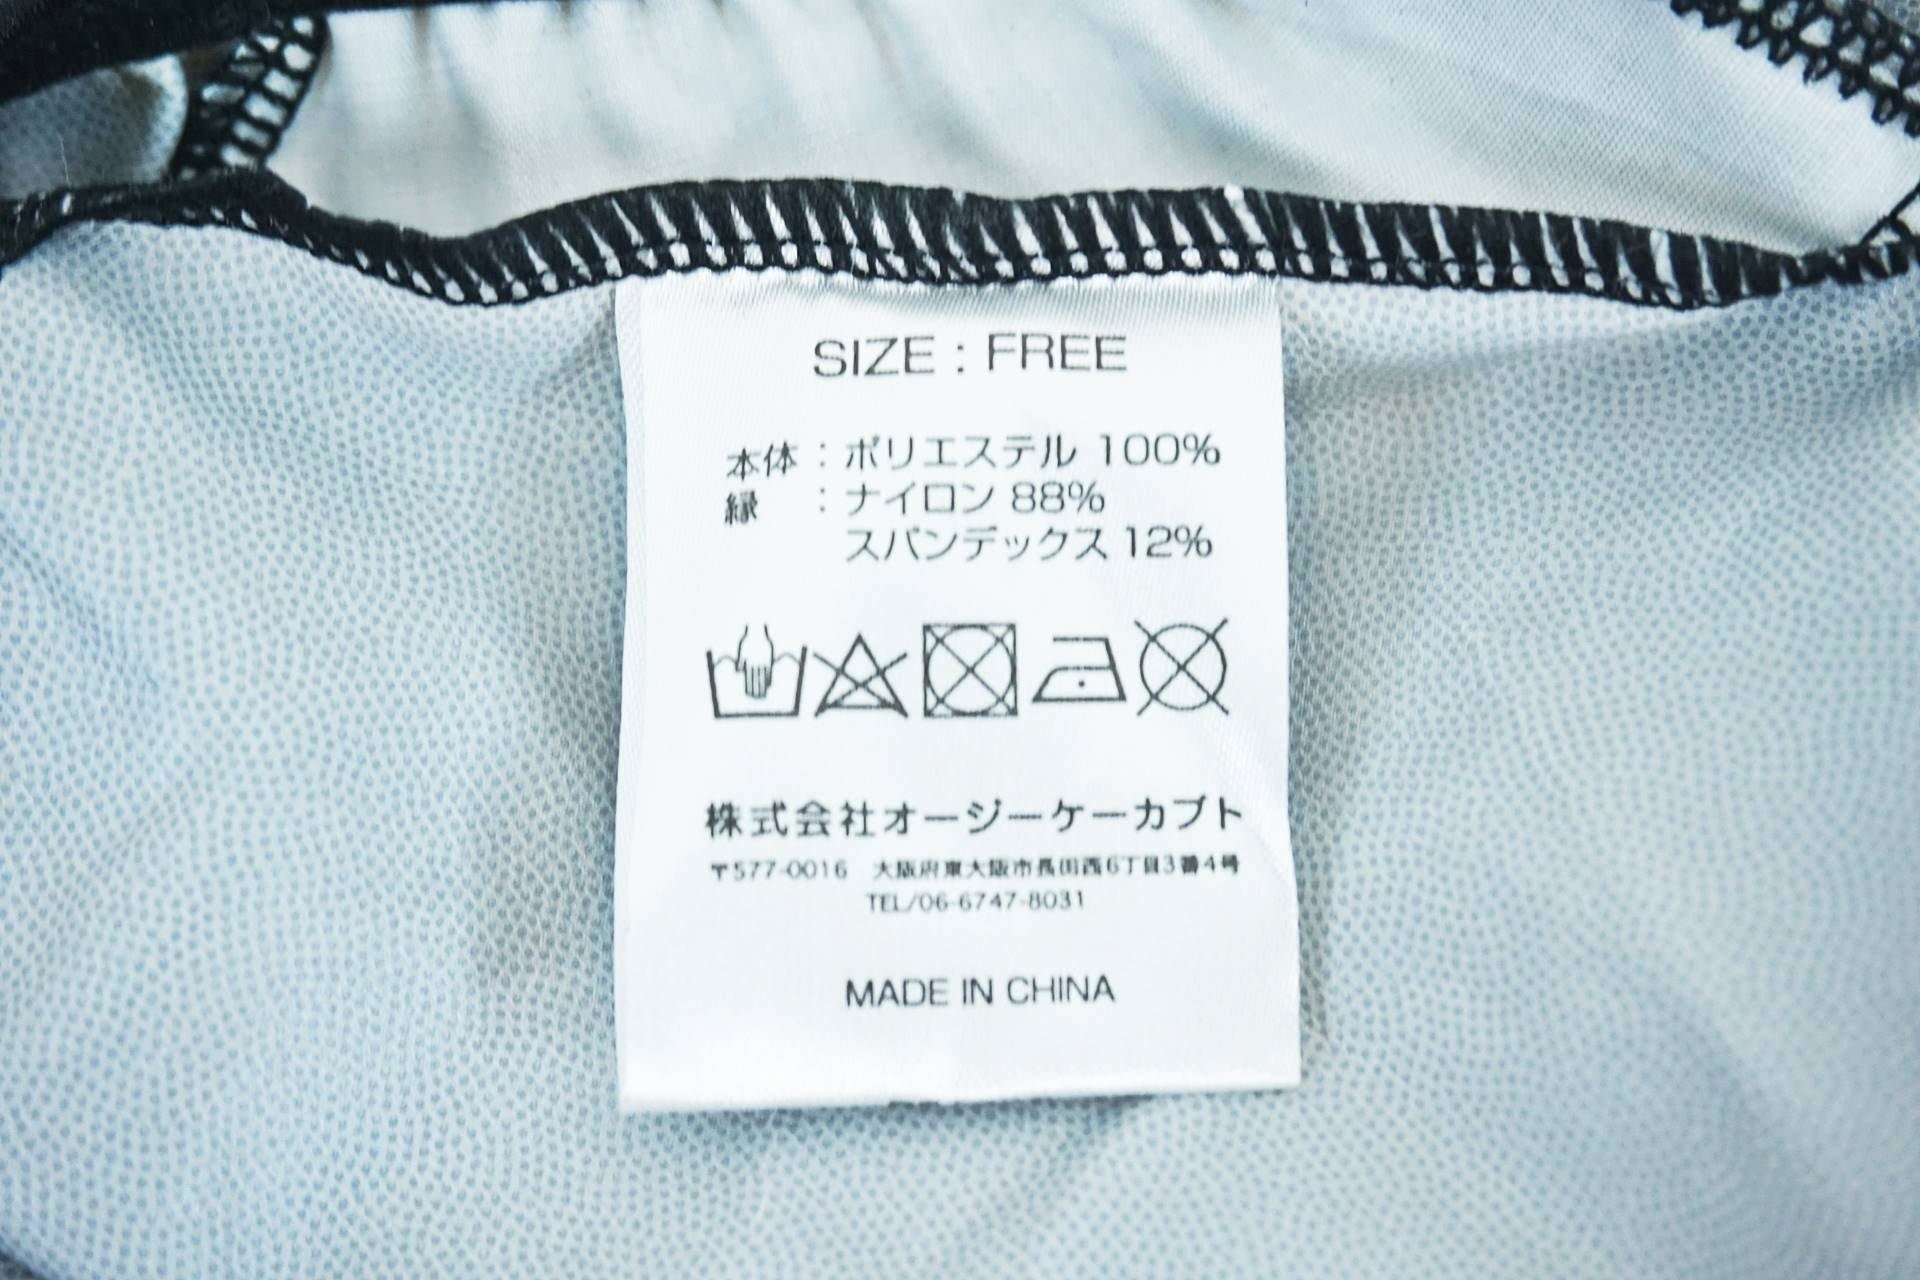 SIZE : FREE
本体 : ポリエステル 100%
縁 : ナイロン 88%
スパンデックス 12%
株式会社オージーケーカブト
〒577-0016 大阪府東大阪市長田西6丁目3番4号
TEL/06-6747-8031
MADE IN CHINA